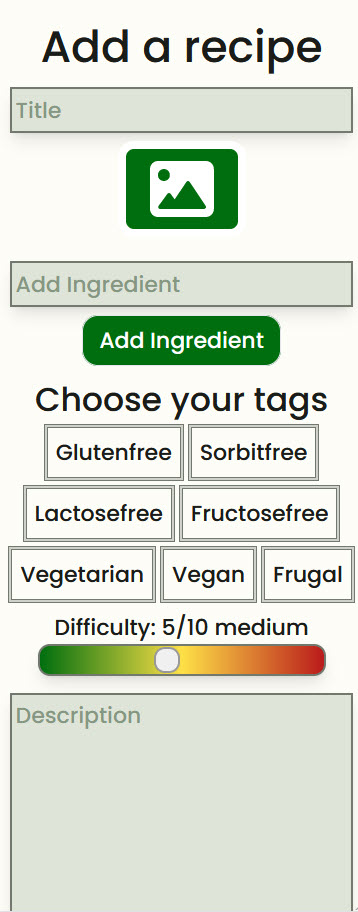 Add a recipe
Title
Add Ingredient
Add Ingredient
Choose your tags
Glutenfree Sorbitfree
Lactosefree Fructosefree
Vegetarian Vegan Frugal
Difficulty: 5/10 medium
Description